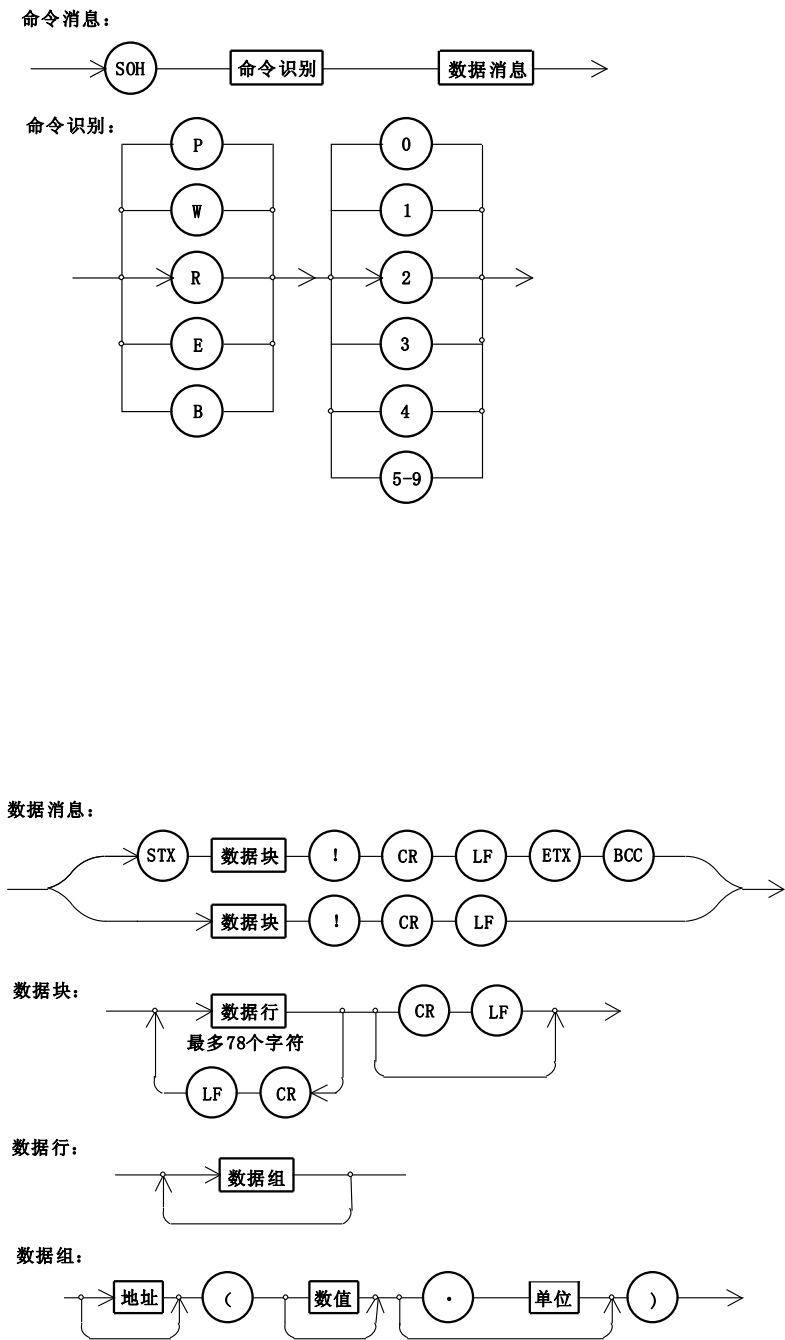 命令消息：
SOH 命令识别 数据消息
命令识别：
P 0
W 1
R 2
E 3
B 4
5-9
数据消息：
STX 数据块 ! CR LF ETX BCC
数据块 ! CR LF
数据块：
数据行 CR LF
最多78个字符
LF CR
数据行：
数据组
数据组：
地址 ( 数值 · 单位 )